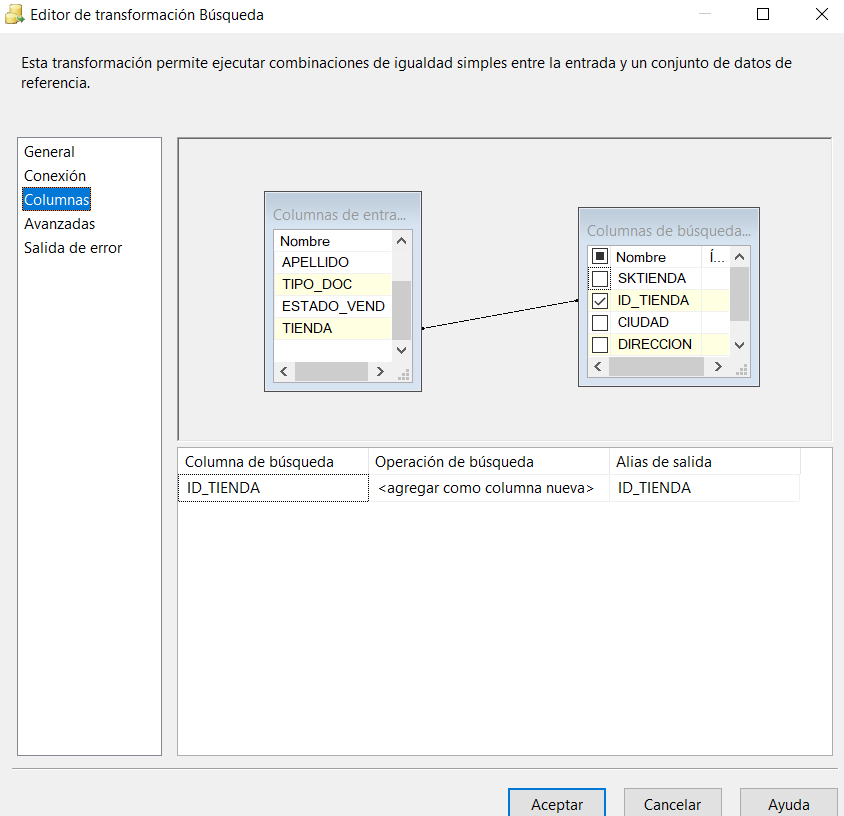 Editor de transformación Búsqueda
Esta transformación permite ejecutar combinaciones de igualdad simples entre la entrada y un conjunto de datos de
referencia.
General
Conexión
Columnas
Avanzadas
Salida de error
Columnas de entra...
Nombre
APELLIDO
TIPO_DOC
ESTADO_VEND
TIENDA
Columnas de búsqueda...
Nombre Í...
SKTIENDA
ID_TIENDA
CIUDAD
DIRECCION
Columna de búsqueda Operación de búsqueda Alias de salida
ID_TIENDA <agregar como columna nueva> ID_TIENDA
Aceptar Cancelar Ayuda